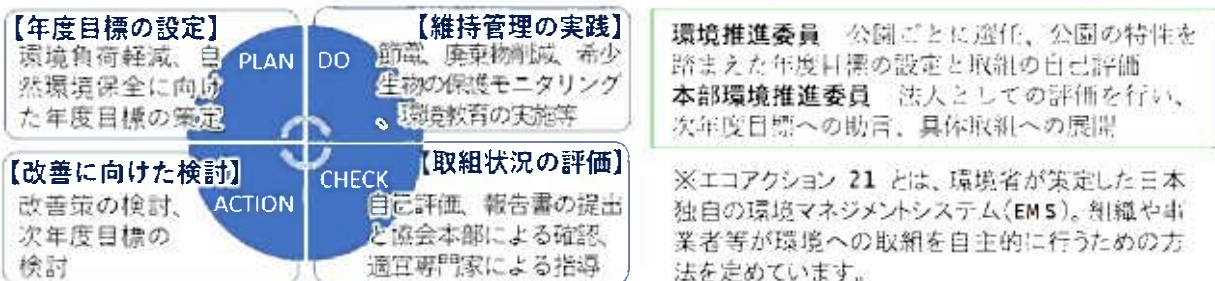 【年度目標の設定】
環境負荷軽減、自
然環境保全に向け
た年度目標の策定
PLAN
DO
【維持管理の実践】
節電、廃棄物削減、希少
生物の保護モニタリング
、環境教育の実施等
【改善に向けた検討】
改善策の検討、
次年度目標の
検討
ACTION
CHECK
【取組状況の評価】
自己評価、報告書の提出
と協会本部による確認、
適宜専門家による指導
環境推進委員　公園ごとに選任、公園の特性を
踏まえた年度目標の設定と取組の自己評価
本部環境推進委員　法人としての評価を行い、
次年度目標への助言、具体取組への展開
※エコアクション 21 とは、環境省が策定した日本
独自の環境マネジメントシステム(EMS)。組織や事
業者等が環境への取組を自主的に行うための方
法を定めています。